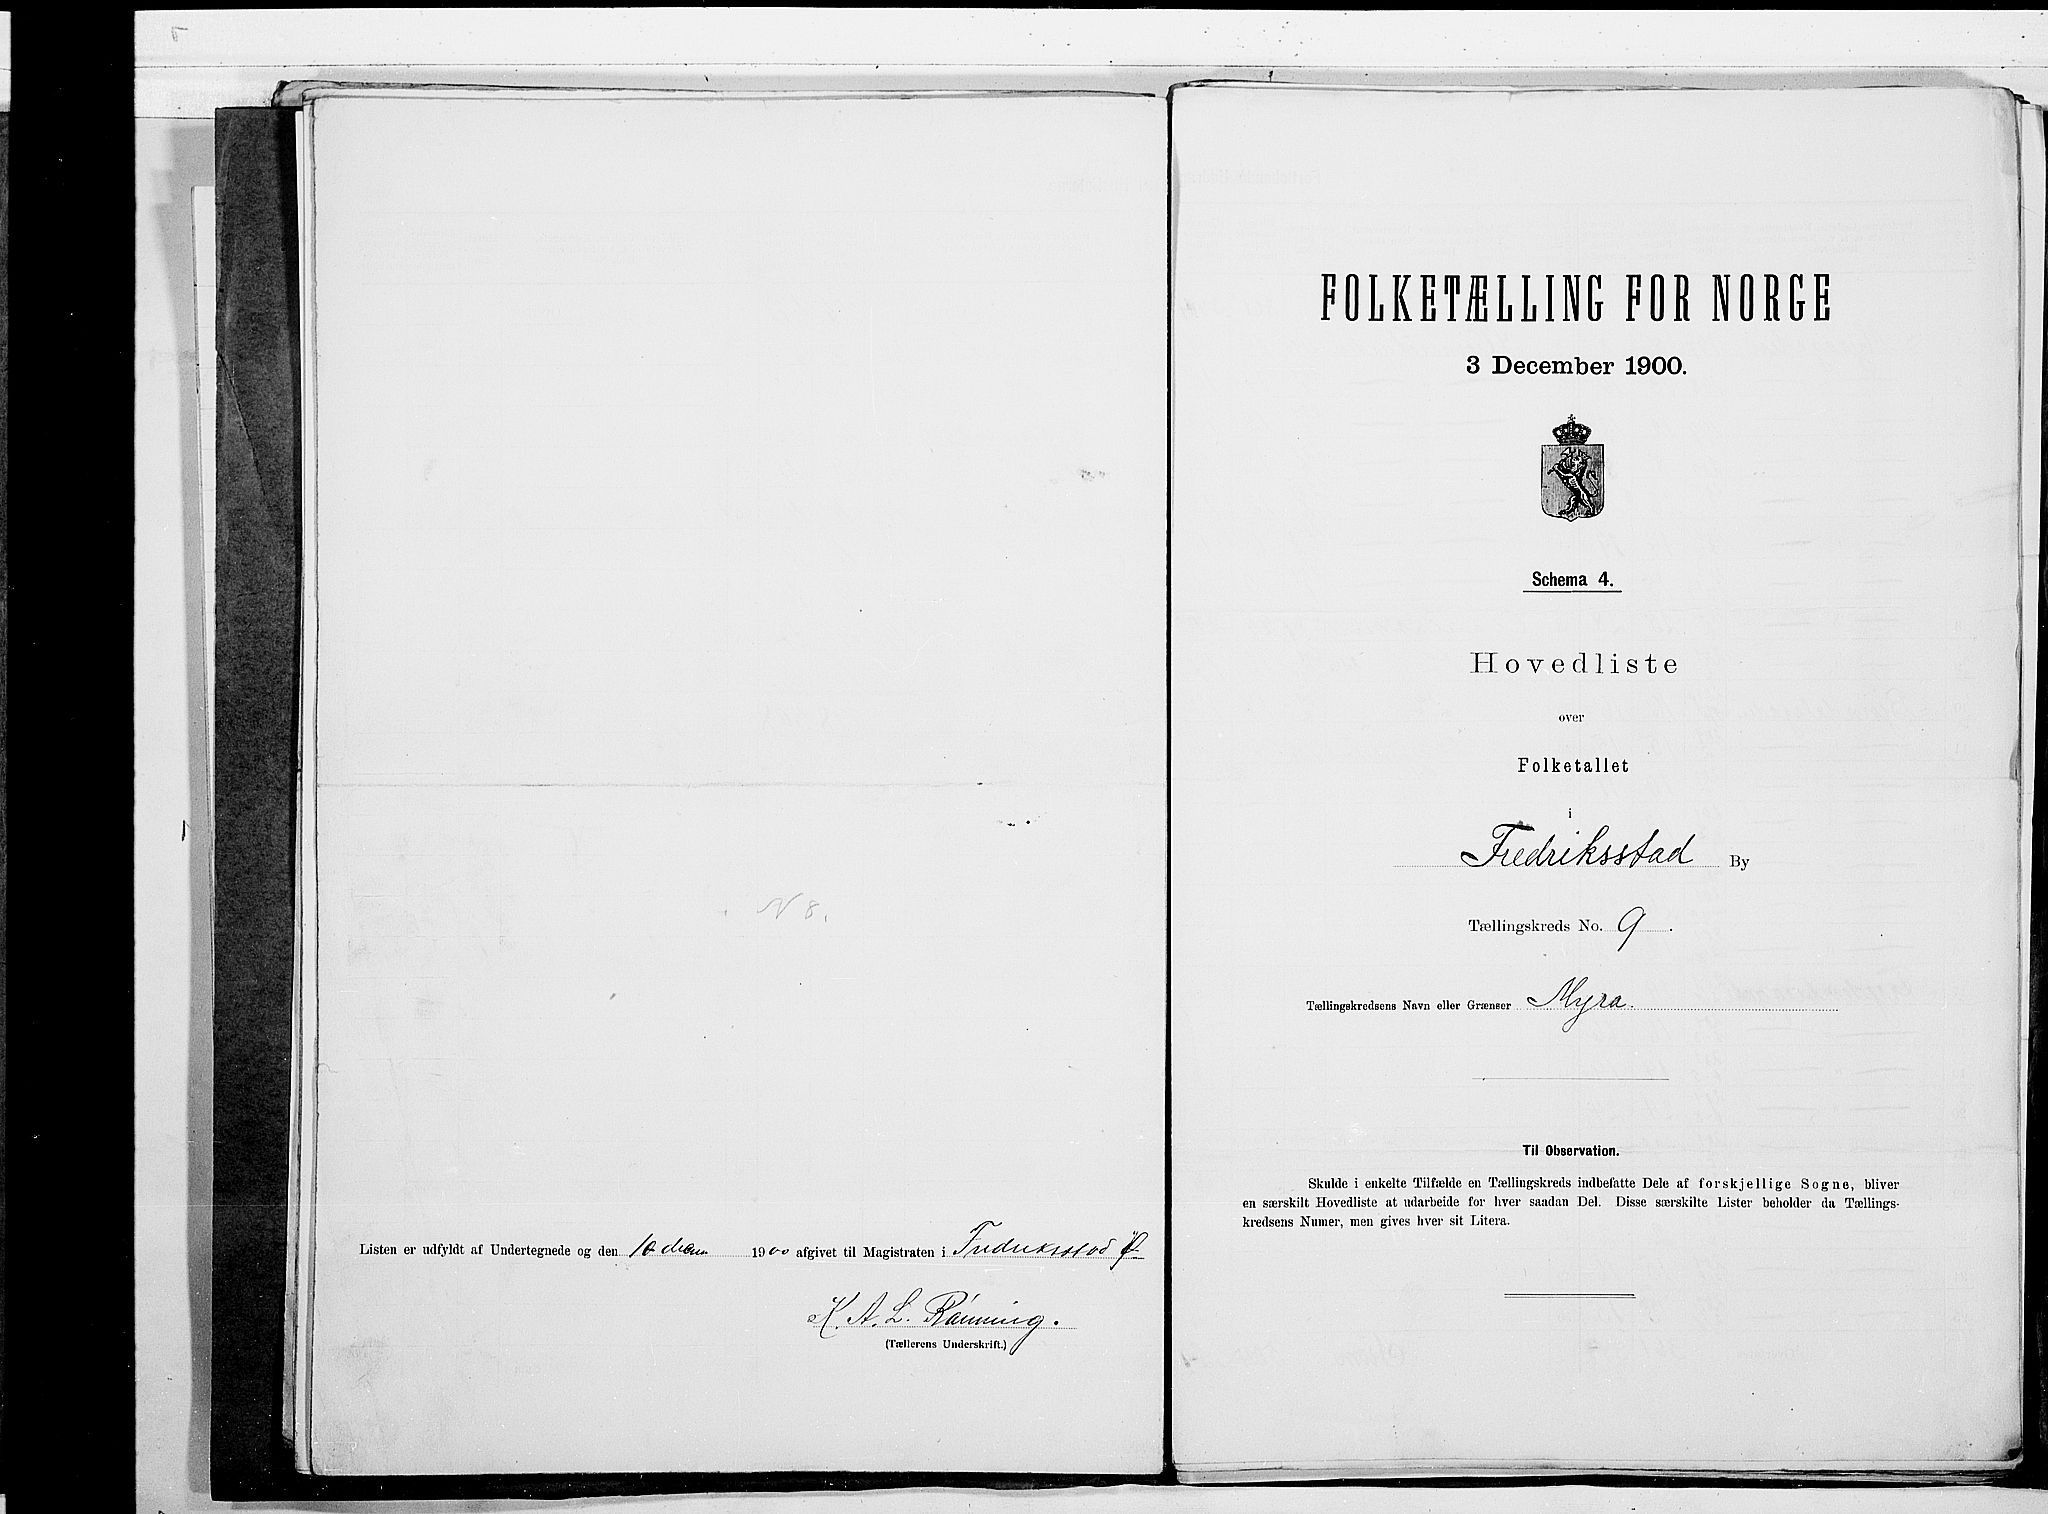 N 8.
Listen er udfyldt af Undertegnede og den 10 1900 afgivet til Magistraten i Fredriksstad
K. A. L. Rønning.
(Tællerens Underskrift.)
FOLKETÆLLING FOR NORGE
3 December 1900.
Schema 4.
Hovedliste
over
Folketallet
i
Fredriksstad By
Tællingskreds No. 9.
Tællingskredsens Navn eller Grænser Myra.
Til Observation.
Skulde i enkelte Tilfælde en Tællingskreds indbefatte Dele af forskjellige Sogne, bliver
en særskilt Hovedliste at udarbeide for hver saadan Del. Disse særskilte Lister beholder da Tællings-
kredsens Numer, men gives hver sit Litera.